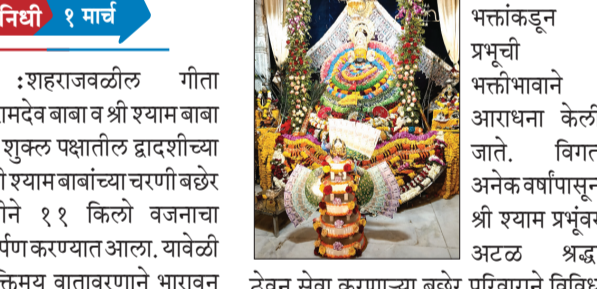 निधी १ मार्च
:शहराजवळील गीता
रामदेव बाबा व श्री श्याम बाबा
शुक्ल पक्षातील द्वादशीच्या
श्री श्याम बाबांच्या चरणी बछेर
११ किलो वजनाचा
करण्यात आला. यावेळी
वातावरणाने भारावून
भक्तांकडून
प्रभूची
भक्तीभावाने
आराधना केली
जाते. विगत
अनेक वर्षांपासून
श्री श्याम प्रभूंवर
अटळ श्रद्धा
ठेवून सेवा करणाऱ्या बछेर परिवाराने विविध